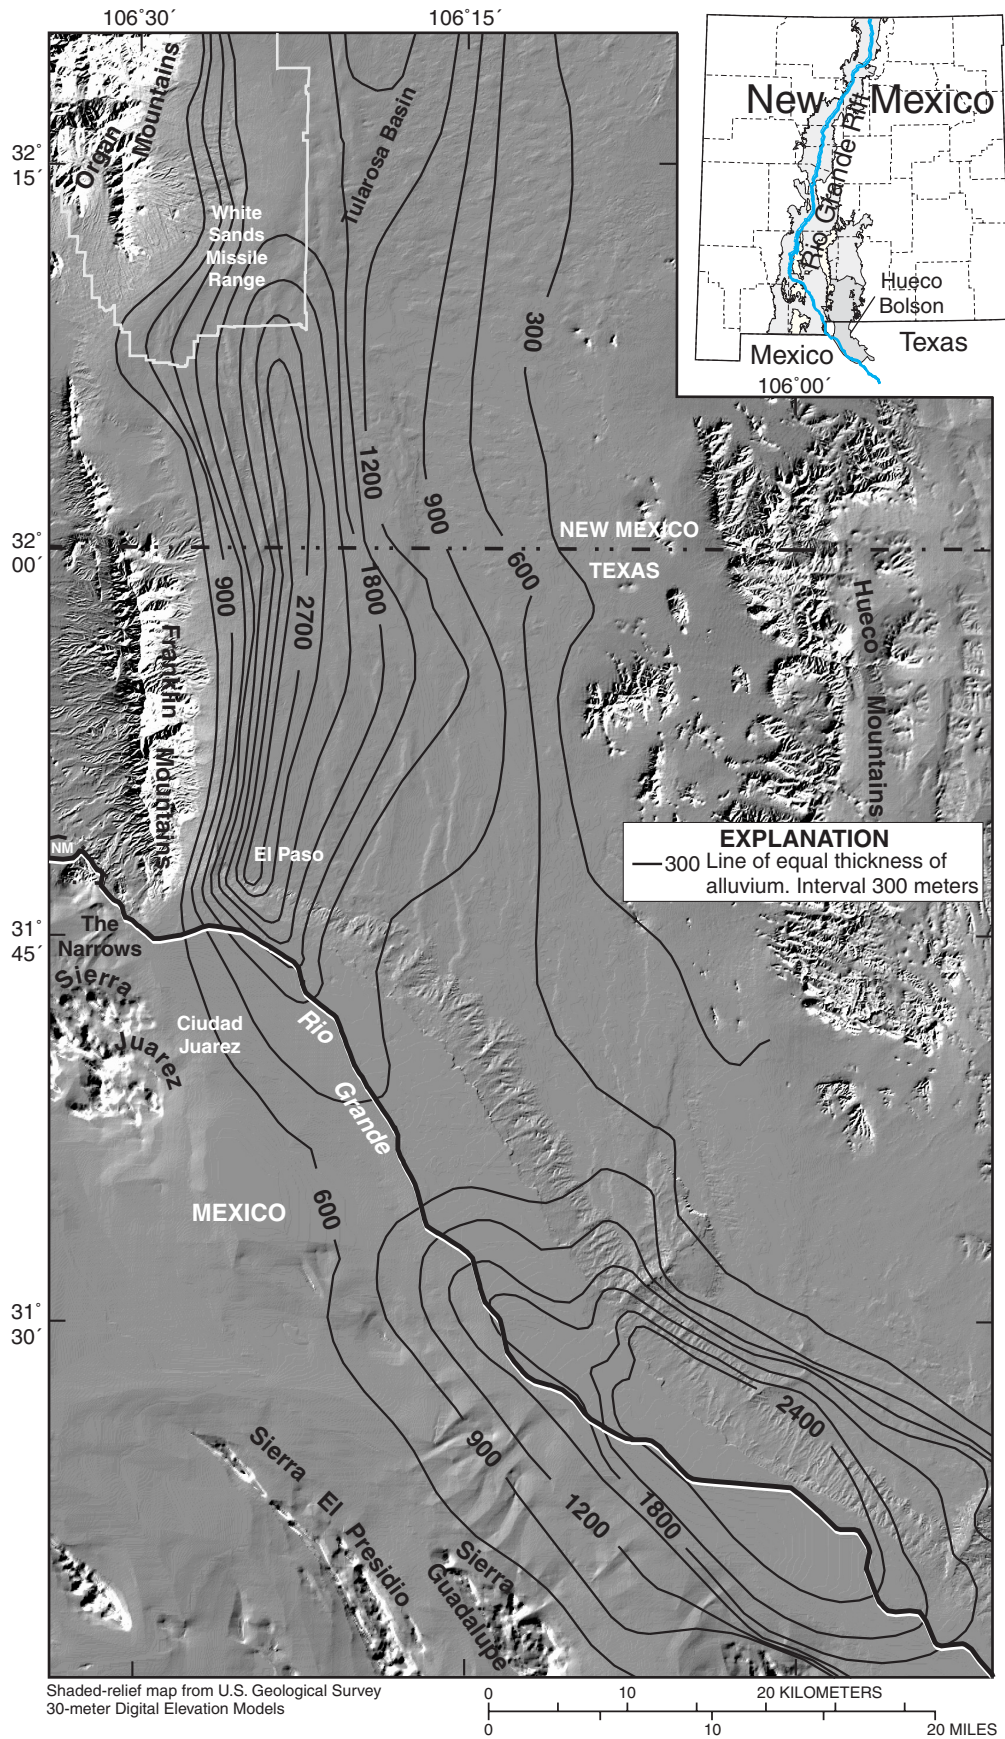 106˚30´
106˚15´
32˚
15´
Organ
Mountains
Tularosa Basin
White
Sands
Missile
Range
New Mexico
Rio Grande Rift
Hueco
Bolson
Mexico
Texas
106˚00´
300
1200
900
NEW MEXICO
32˚
00´
TEXAS
600
900
1800
2700
Franklin
Mountains
Hueco
Mountains
EXPLANATION
300 Line of equal thickness of
alluvium. Interval 300 meters
NM
El Paso
31˚
45´
The
Narrows
Sierra
Juarez
Ciudad
Juarez
Rio
Grande
MEXICO
600
31˚
30´
2400
900
1200
1800
Sierra
El Presidio
Sierra
Guadalupe
Shaded-relief map from U.S. Geological Survey
30-meter Digital Elevation Models
0 10 20 KILOMETERS
0 10 20 MILES